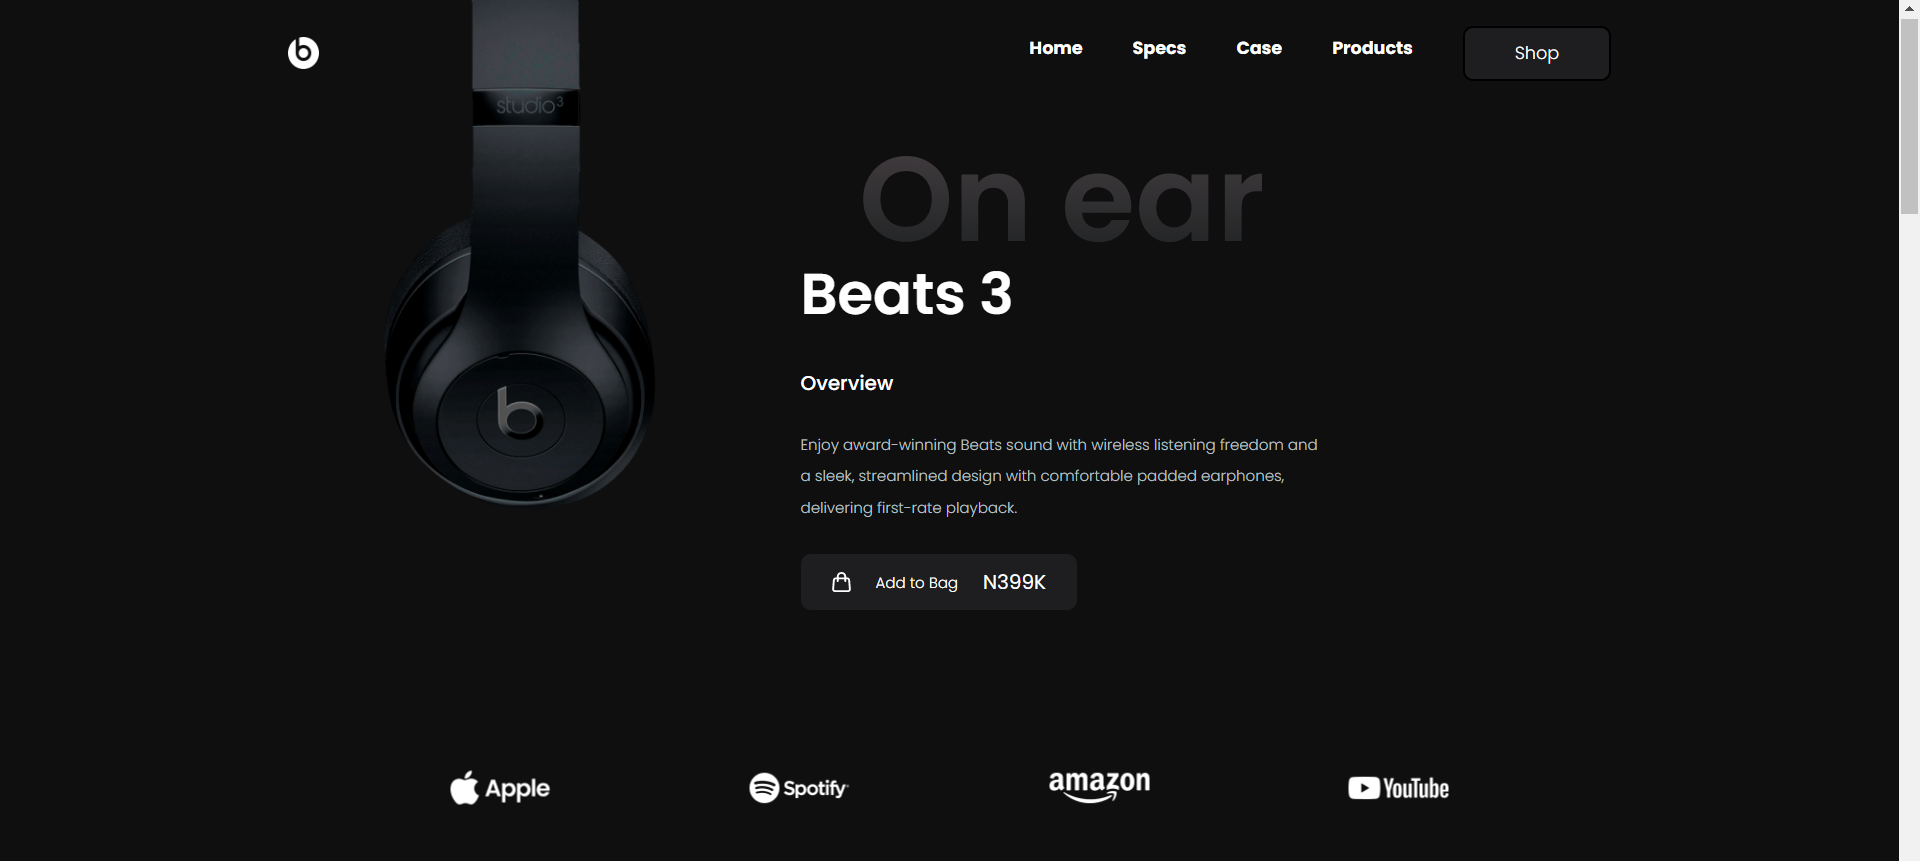 Home Specs Case Products Shop
studio3
On ear
Beats 3
Overview
Enjoy award-winning Beats sound with wireless listening freedom and
a sleek, streamlined design with comfortable padded earphones,
delivering first-rate playback.
Add to Bag N399K
Apple Spotify amazon YouTube